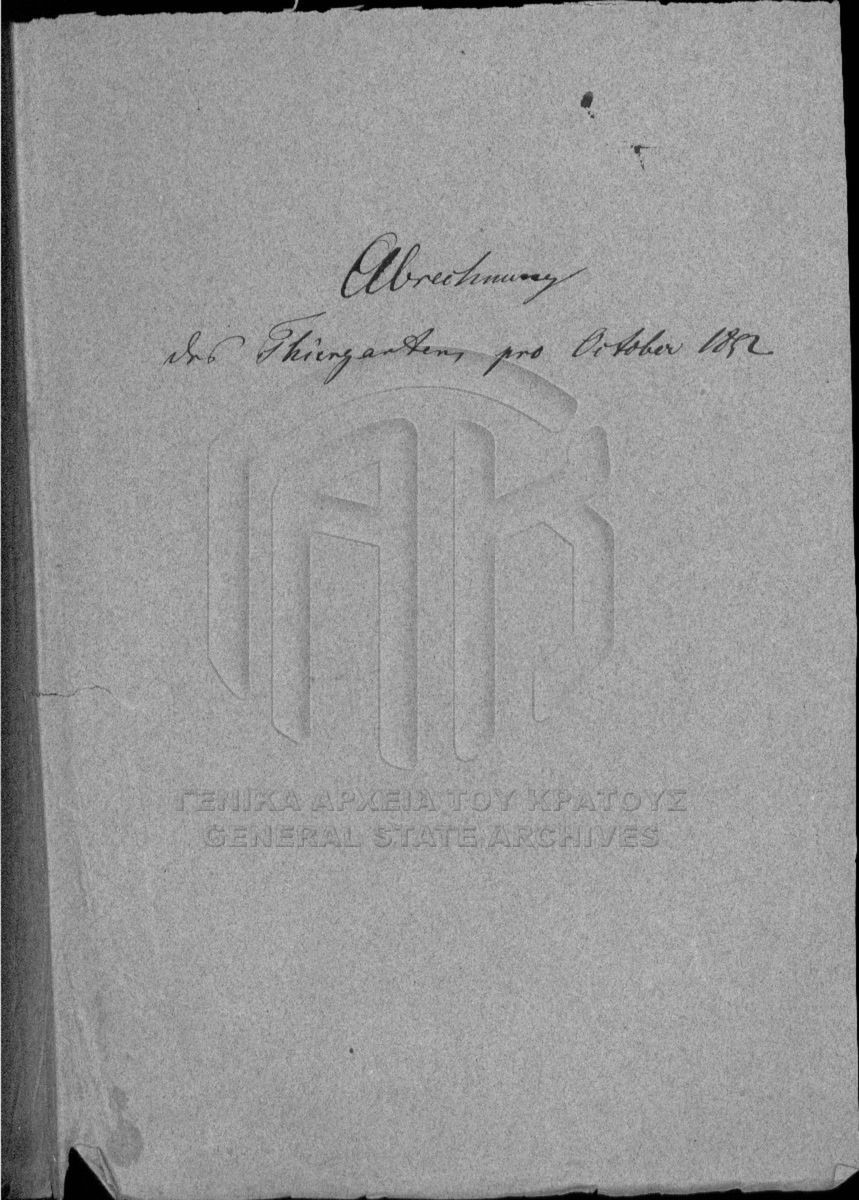 Abrechnung
des Thiergartens pro October 1852
ΓΕΝΙΚΑ ΑΡΧΕΙΑ ΤΟΥ ΚΡΑΤΟΥΣ
GENERAL STATE ARCHIVES